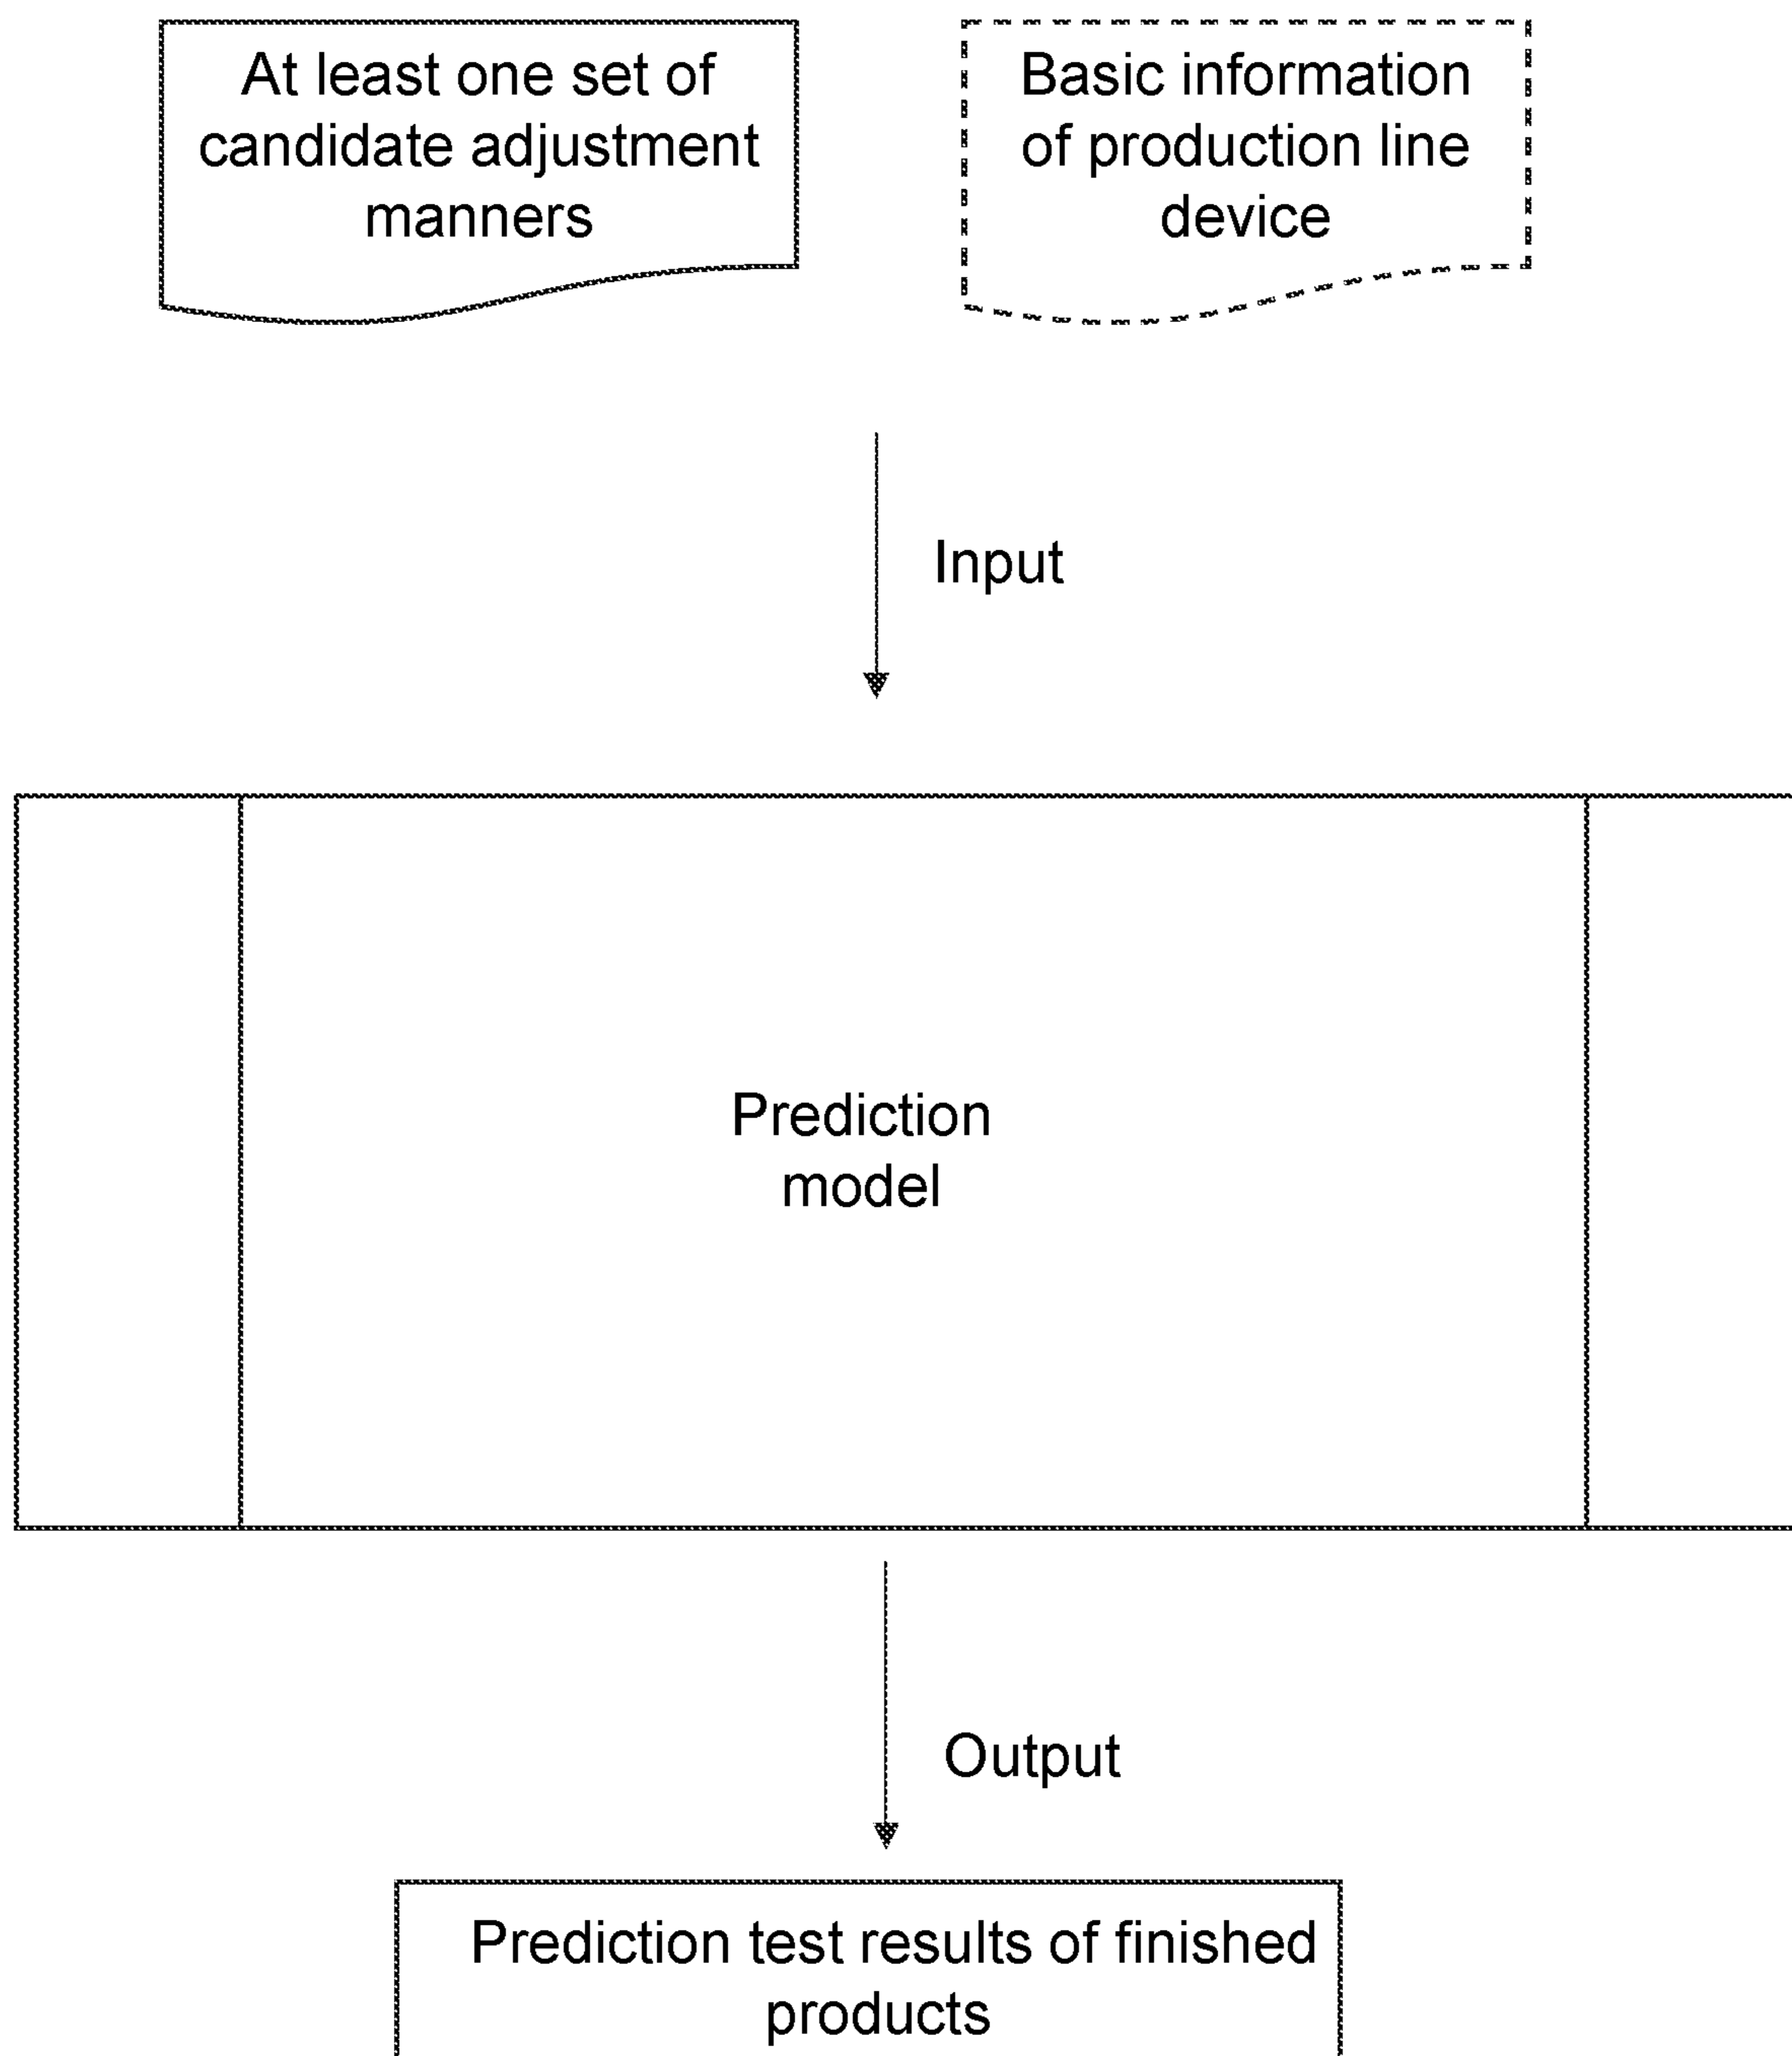 At least one set of
candidate adjustment
manners
Basic information
of production line
device
Input
Prediction
model
Output
Prediction test results of finished
products